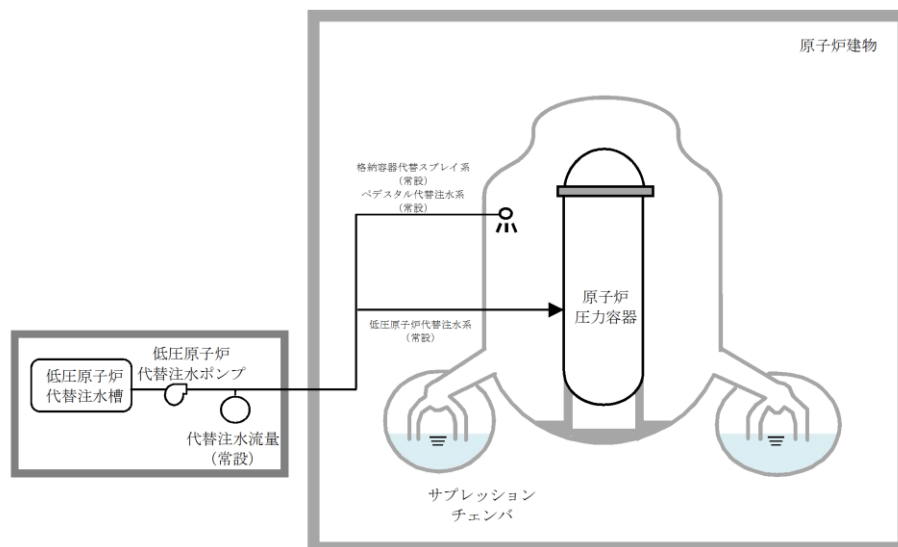 原子炉建物
格納容器代替スプレイ系
（常設）
ペデスタル代替注水系
（常設）
原子炉
圧力容器
低圧原子炉代替注水系
（常設）
低圧原子炉
代替注水槽
低圧原子炉
代替注水ポンプ
代替注水流量
（常設）
サプレッション
チェンバ